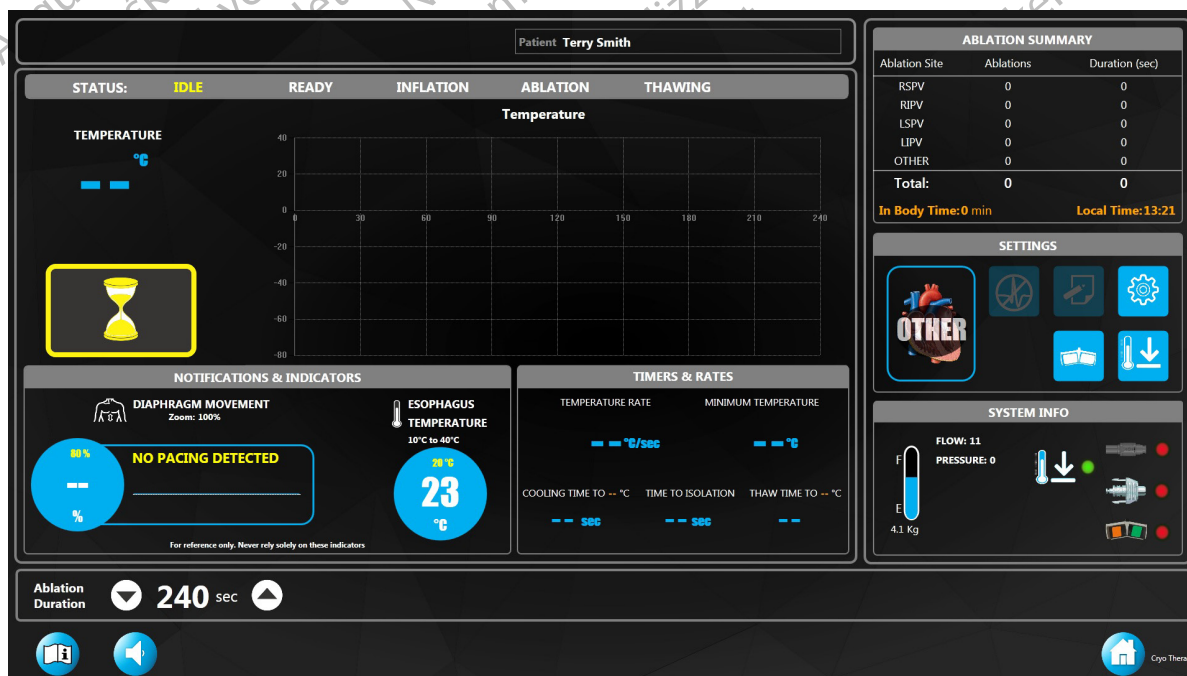 Patient Terry Smith
STATUS: IDLE READY INFLATION ABLATION THAWING
Temperature
TEMPERATURE
°C
-- --
40
20
0
-20
-40
-60
-80
0 30 60 90 120 150 180 210 240
NOTIFICATIONS & INDICATORS
DIAPHRAGM MOVEMENT
Zoom: 100%
80 %
--
%
NO PACING DETECTED
ESOPHAGUS
TEMPERATURE
10°C to 40°C
20 °C
23
°C
For reference only. Never rely solely on these indicators
TIMERS & RATES
TEMPERATURE RATE MINIMUM TEMPERATURE
-- --°C/sec -- --°C
COOLING TIME TO -- °C TIME TO ISOLATION THAW TIME TO -- °C
-- -- sec -- -- sec -- --
ABLATION SUMMARY
Ablation Site Ablations Duration (sec)
RSPV 0 0
RIPV 0 0
LSPV 0 0
LIPV 0 0
OTHER 0 0
Total: 0 0
In Body Time:0 min Local Time:13:21
SETTINGS
OTHER
SYSTEM INFO
FLOW: 11
PRESSURE: 0
F
E
4.1 Kg
Ablation
Duration
240 sec
Cryo Thera